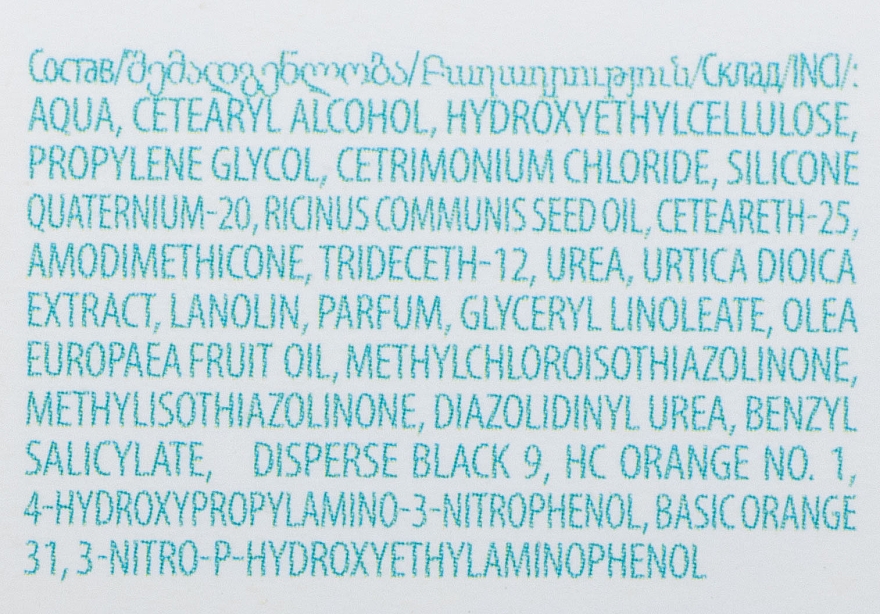 Состав/შემადგენლობა/Բաղադրություն/Склад/INCI/:
AQUA, CETEARYL ALCOHOL, HYDROXYETHYLCELLULOSE,
PROPYLENE GLYCOL, CETRIMONIUM CHLORIDE, SILICONE
QUATERNIUM-20, RICINUS COMMUNIS SEED OIL, CETEARETH-25,
AMODIMETHICONE, TRIDECETH-12, UREA, URTICA DIOICA
EXTRACT, LANOLIN, PARFUM, GLYCERYL LINOLEATE, OLEA
EUROPAEA FRUIT OIL, METHYLCHLOROISOTHIAZOLINONE,
METHYLISOTHIAZOLINONE, DIAZOLIDINYL UREA, BENZYL
SALICYLATE, DISPERSE BLACK 9, HC ORANGE NO. 1,
4-HYDROXYPROPYLAMINO-3-NITROPHENOL, BASIC ORANGE
31, 3-NITRO-P-HYDROXYETHYLAMINOPHENOL